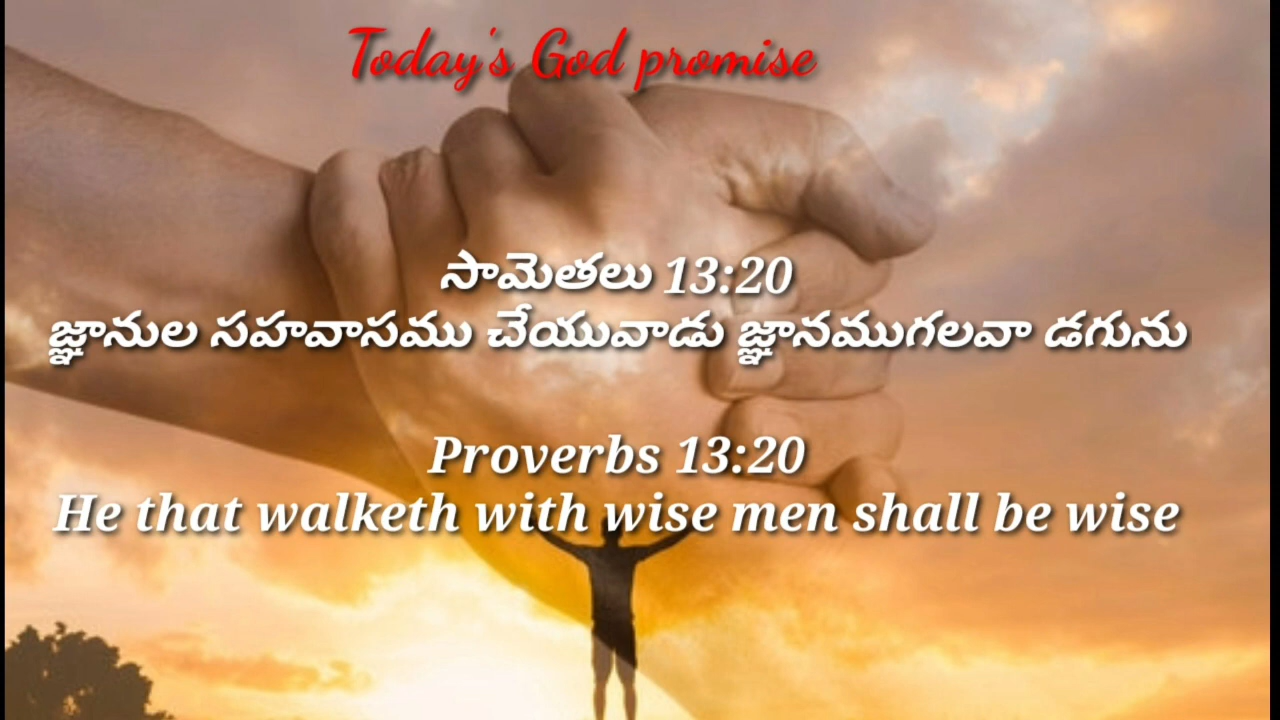 Today's God promise
సామెతలు 13:20
జ్ఞానుల సహవాసము చేయువాడు జ్ఞానముగలవా డగును
Proverbs 13:20
He that walketh with wise men shall be wise